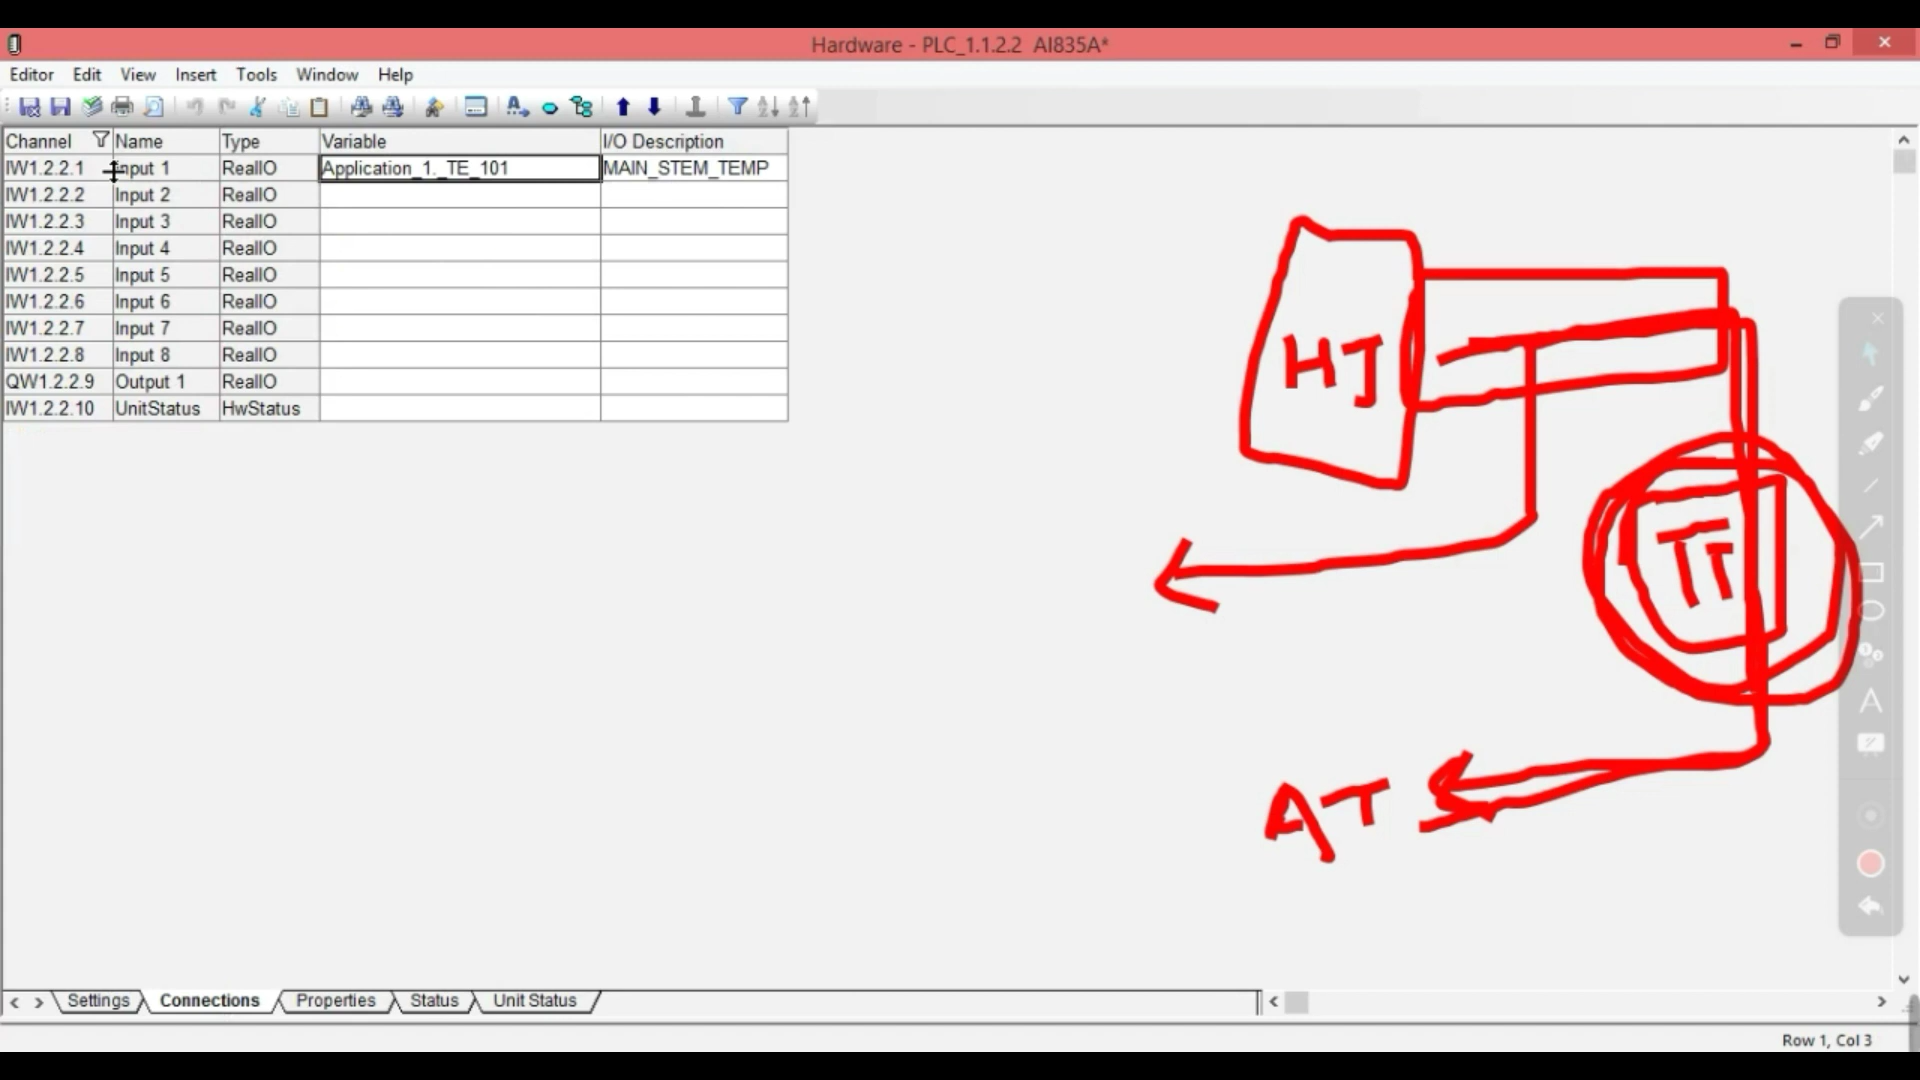 Hardware - PLC_1.1.2.2 AI835A*
Editor Edit View Insert Tools Window Help
Channel Name Type Variable I/O Description
IW1.2.2.1 Input 1 RealIO Application_1._TE_101 MAIN_STEM_TEMP
IW1.2.2.2 Input 2 RealIO
IW1.2.2.3 Input 3 RealIO
IW1.2.2.4 Input 4 RealIO
IW1.2.2.5 Input 5 RealIO
IW1.2.2.6 Input 6 RealIO
IW1.2.2.7 Input 7 RealIO
IW1.2.2.8 Input 8 RealIO
QW1.2.2.9 Output 1 RealIO
IW1.2.2.10 UnitStatus HwStatus
HJ
TT
AT
Settings Connections Properties Status Unit Status
Row 1, Col 3